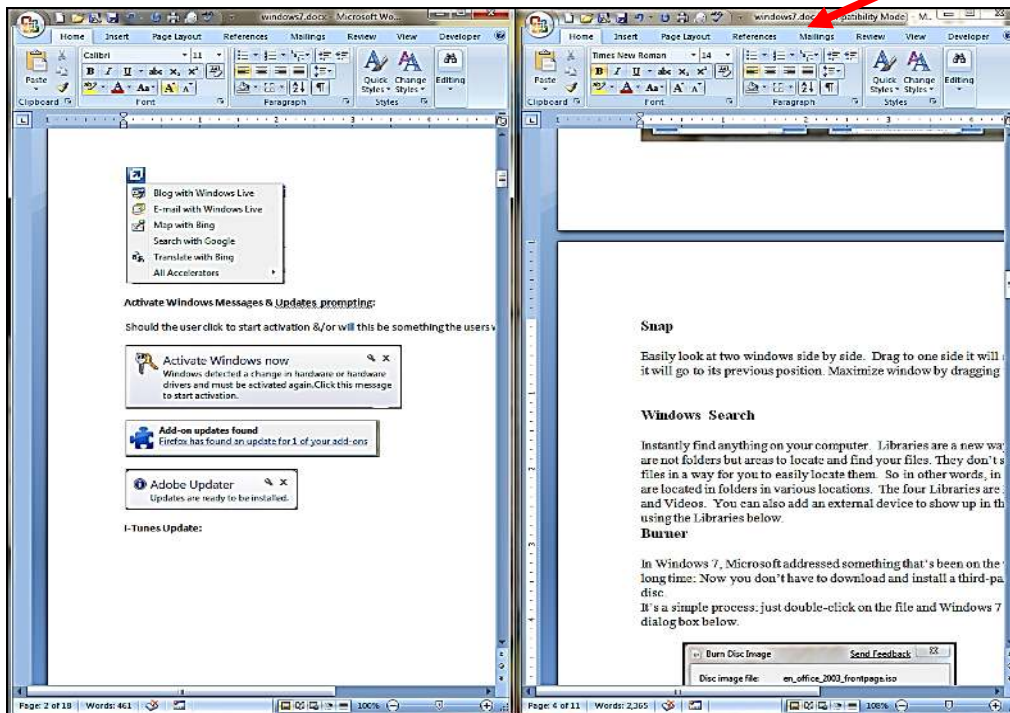 windows7.docx - Microsoft Wo...
Home Insert Page Layout References Mailings Review View Developer
Calibri 11
Paste
B I U abc x₂ x² 
Quick Styles
Change Styles
Editing
Clipboard Font Paragraph Styles
Blog with Windows Live
E-mail with Windows Live
Map with Bing
Search with Google
Translate with Bing
All Accelerators
Activate Windows Messages & Updates prompting:
Should the user click to start activation &/or will this be something the users
Activate Windows now
Windows detected a change in hardware or hardware
drivers and must be activated again.Click this message
to start activation.
Add-on updates found
Firefox has found an update for 1 of your add-ons
Adobe Updater
Updates are ready to be installed.
I-Tunes Update:
Page: 2 of 18 Words: 461 100%
Home Insert Page Layout References Mailings Review View Developer
Times New Roman 14
Paste
B I U abc x₂ x²
Quick Styles
Change Styles
Editing
Clipboard Font Paragraph Styles
Snap
Easily look at two windows side by side. Drag to one side it will
it will go to its previous position. Maximize window by dragging
Windows Search
Instantly find anything on your computer. Libraries are a new way
are not folders but areas to locate and find your files. They don't s
files in a way for you to easily locate them. So in other words, in
are located in folders in various locations. The four Libraries are
and Videos. You can also add an external device to show up in th
using the Libraries below.
Burner
In Windows 7, Microsoft addressed something that's been on the
long time: Now you don't have to download and install a third-pa
disc.
It's a simple process: just double-click on the file and Windows 7
dialog box below.
Burn Disc Image Send Feedback
Disc image file: en_office_2003_frontpage.iso
Page: 4 of 11 Words: 2,365 108%